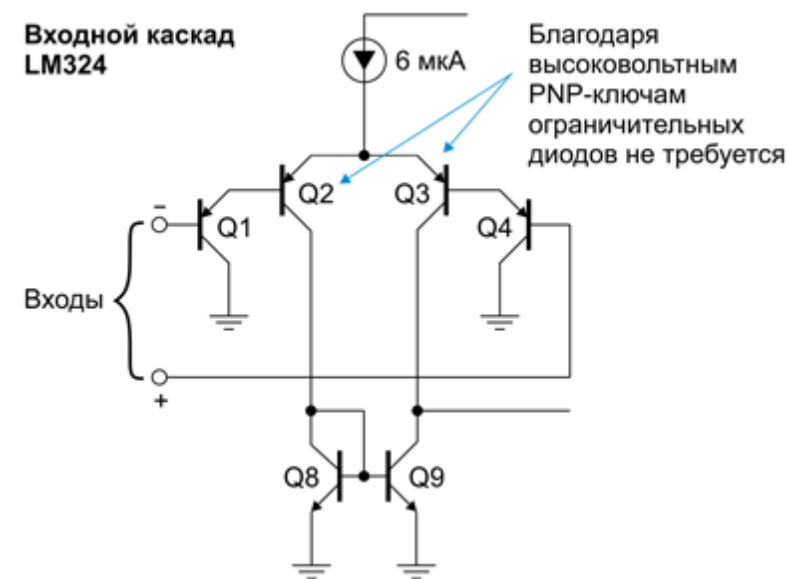 Входной каскад
LM324
6 мкА
Благодаря
высоковольтным
PNP-ключам
ограничительных
диодов не требуется
Q2
Q3
−
Q1
Q4
Входы
+
Q8
Q9